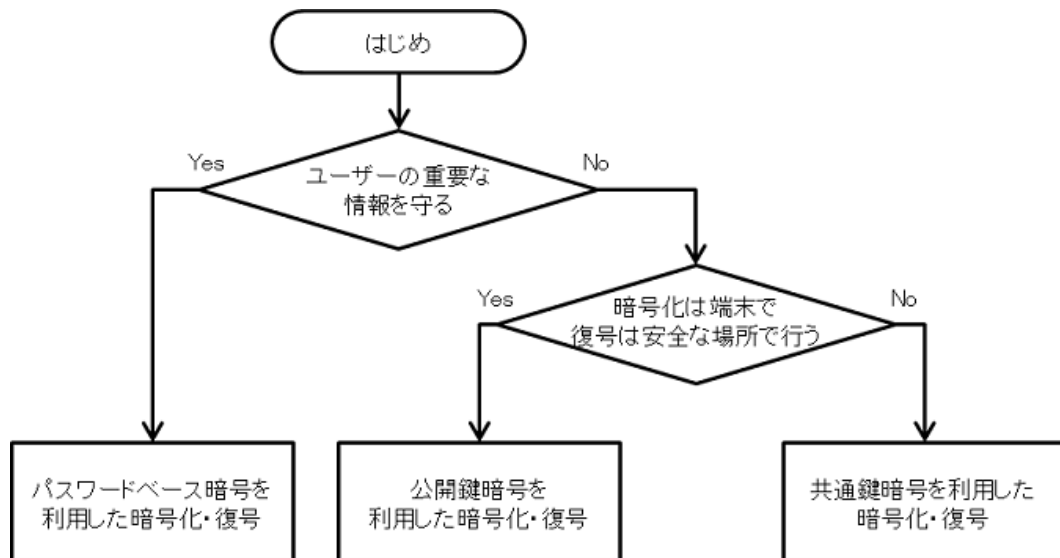 はじめ
Yes
No
ユーザーの重要な
情報を守る
Yes
No
暗号化は端末で
復号は安全な場所で行う
パスワードベース暗号を
利用した暗号化・復号
公開鍵暗号を
利用した暗号化・復号
共通鍵暗号を利用した
暗号化・復号